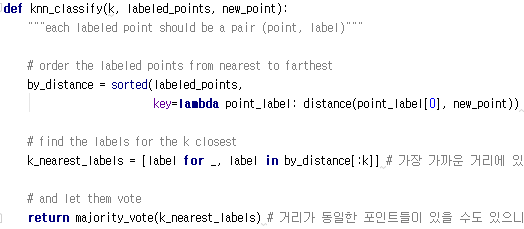 def knn_classify(k, labeled_points, new_point):
"""each labeled point should be a pair (point, label)"""
# order the labeled points from nearest to farthest
by_distance = sorted(labeled_points,
key=lambda point_label: distance(point_label[0], new_point))
# find the labels for the k closest
k_nearest_labels = [label for _, label in by_distance[:k]] # 가장 가까운 거리에 있
# and let them vote
return majority_vote(k_nearest_labels) # 거리가 동일한 포인트들이 있을 수도 있으니